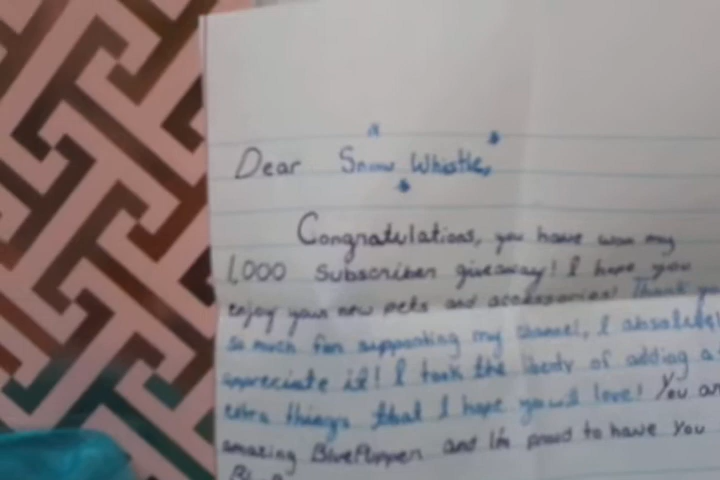 Dear Snow Whistle,
Congratulations, you have won my
1,000 subscriber giveaway! I hope you
enjoy your new pets and accessories! Thank you
so much for supporting my channel, I absolutely
appreciate it! I took the liberty of adding a
extra things that I hope you'll love! You are
amazing and I'm proud to have you